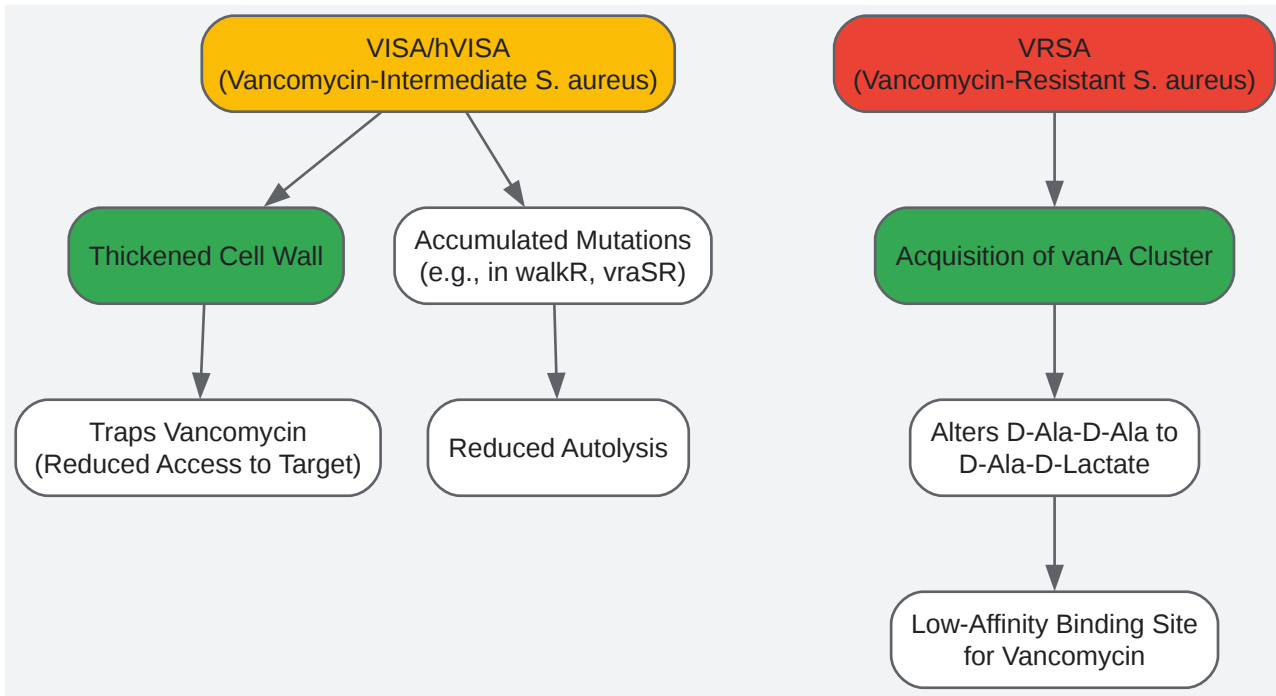 VISA/hVISA
(Vancomycin-Intermediate S. aureus)
VRSA
(Vancomycin-Resistant S. aureus)
Thickened Cell Wall
Accumulated Mutations
(e.g., in walkR, vraSR)
Acquisition of vanA Cluster
Traps Vancomycin
(Reduced Access to Target)
Reduced Autolysis
Alters D-Ala-D-Ala to
D-Ala-D-Lactate
Low-Affinity Binding Site
for Vancomycin